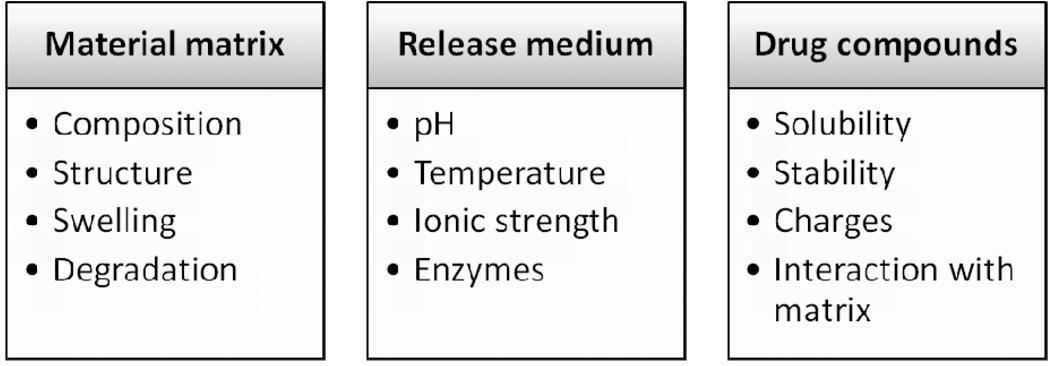 Material matrix
• Composition
• Structure
• Swelling
• Degradation
Release medium
• pH
• Temperature
• Ionic strength
• Enzymes
Drug compounds
• Solubility
• Stability
• Charges
• Interaction with
matrix